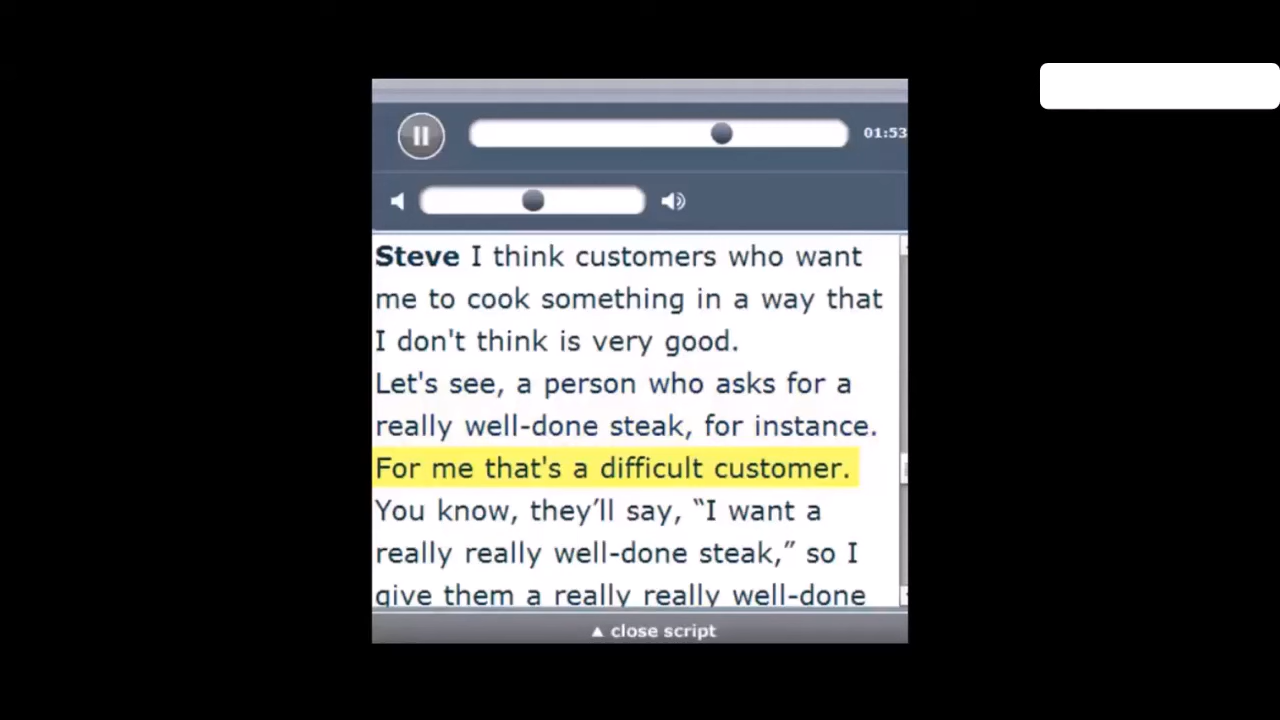 01:53
Steve I think customers who want
me to cook something in a way that
I don't think is very good.
Let's see, a person who asks for a
really well-done steak, for instance.
For me that's a difficult customer.
You know, they’ll say, “I want a
really really well-done steak,” so I
give them a really really well-done
▲ close script